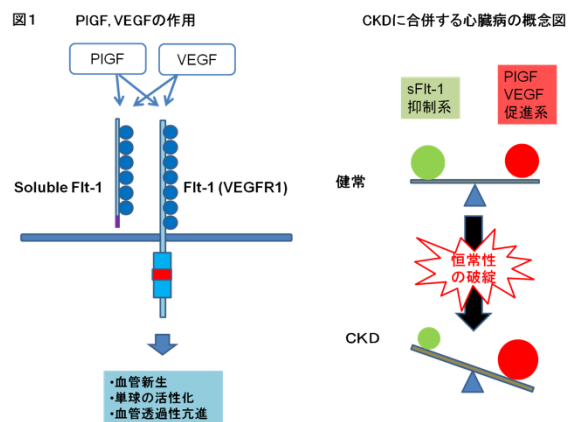 図1
PlGF, VEGFの作用
PlGF
VEGF
Soluble Flt-1
Flt-1 (VEGFR1)
•血管新生
•単球の活性化
•血管透過性亢進
CKDに合併する心臓病の概念図
sFlt-1
抑制系
PlGF
VEGF
促進系
健常
恒常性
の破綻
CKD